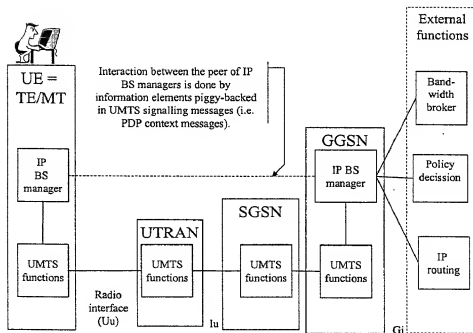 External
functions
UE =
TE/MT
Interaction between the peer of IP
BS managers is done by
information elements piggy-backed
in UMTS signalling messages (i.e.
PDP context messages).
Band-
width
broker
GGSN
IP
BS
manager
IP BS
manager
Policy
decission
SGSN
UTRAN
UMTS
functions
UMTS
functions
UMTS
functions
UMTS
functions
IP
routing
Radio
interface
(Uu)
Iu
Gi